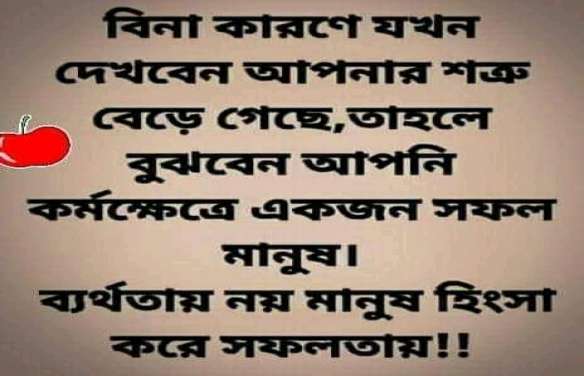 বিনা কারণে যখন
দেখবেন আপনার শত্রু
বেড়ে গেছে,তাহলে
বুঝবেন আপনি
কর্মক্ষেত্রে একজন সফল
মানুষ।
ব্যর্থতায় নয় মানুষ হিংসা
করে সফলতায়!!